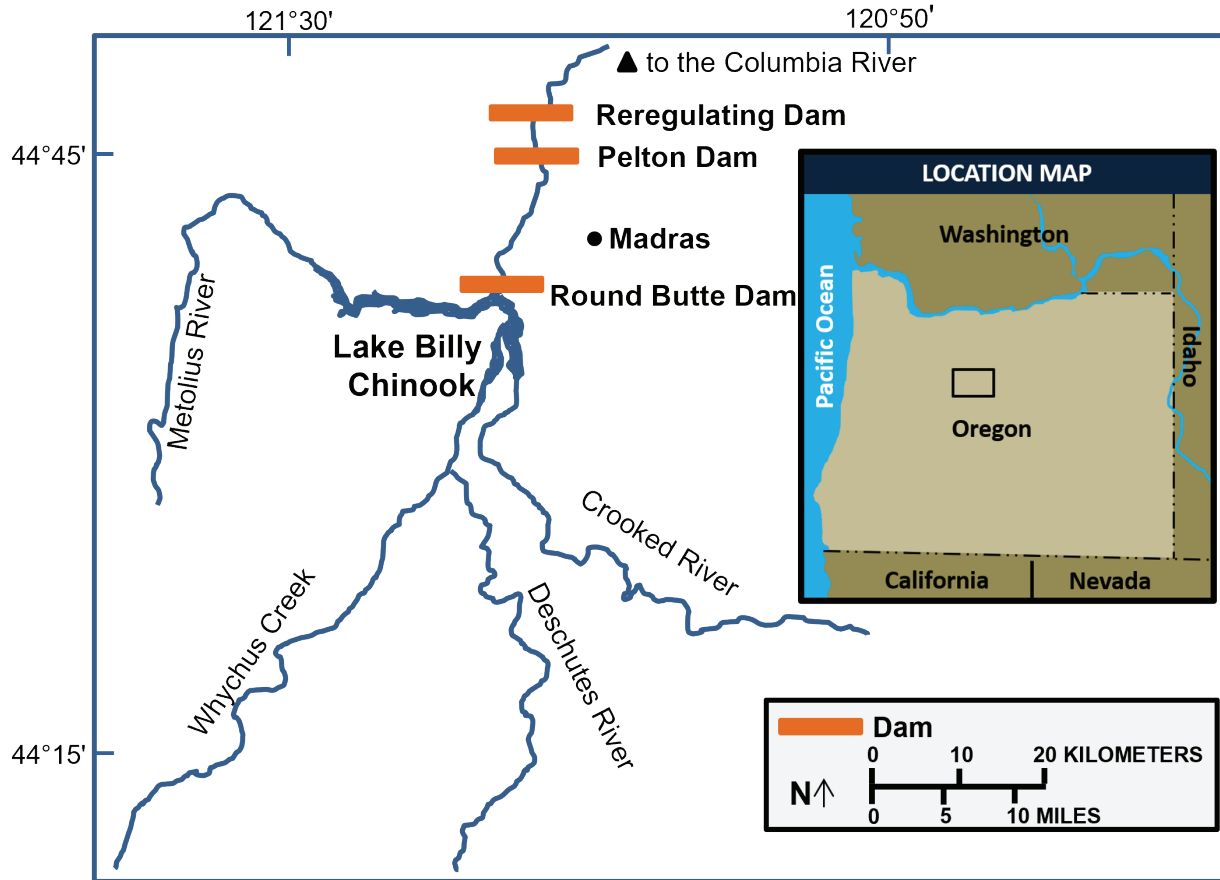 121°30'
120°50'
▲ to the Columbia River
Reregulating Dam
44°45'
Pelton Dam
LOCATION MAP
Washington
Madras
Pacific Ocean
Idaho
Round Butte Dam
Metolius River
Lake Billy
Chinook
Oregon
Crooked River
California
Nevada
Whychus Creek
Deschutes River
44°15'
Dam
0 10 20 KILOMETERS
N↑
0 5 10 MILES